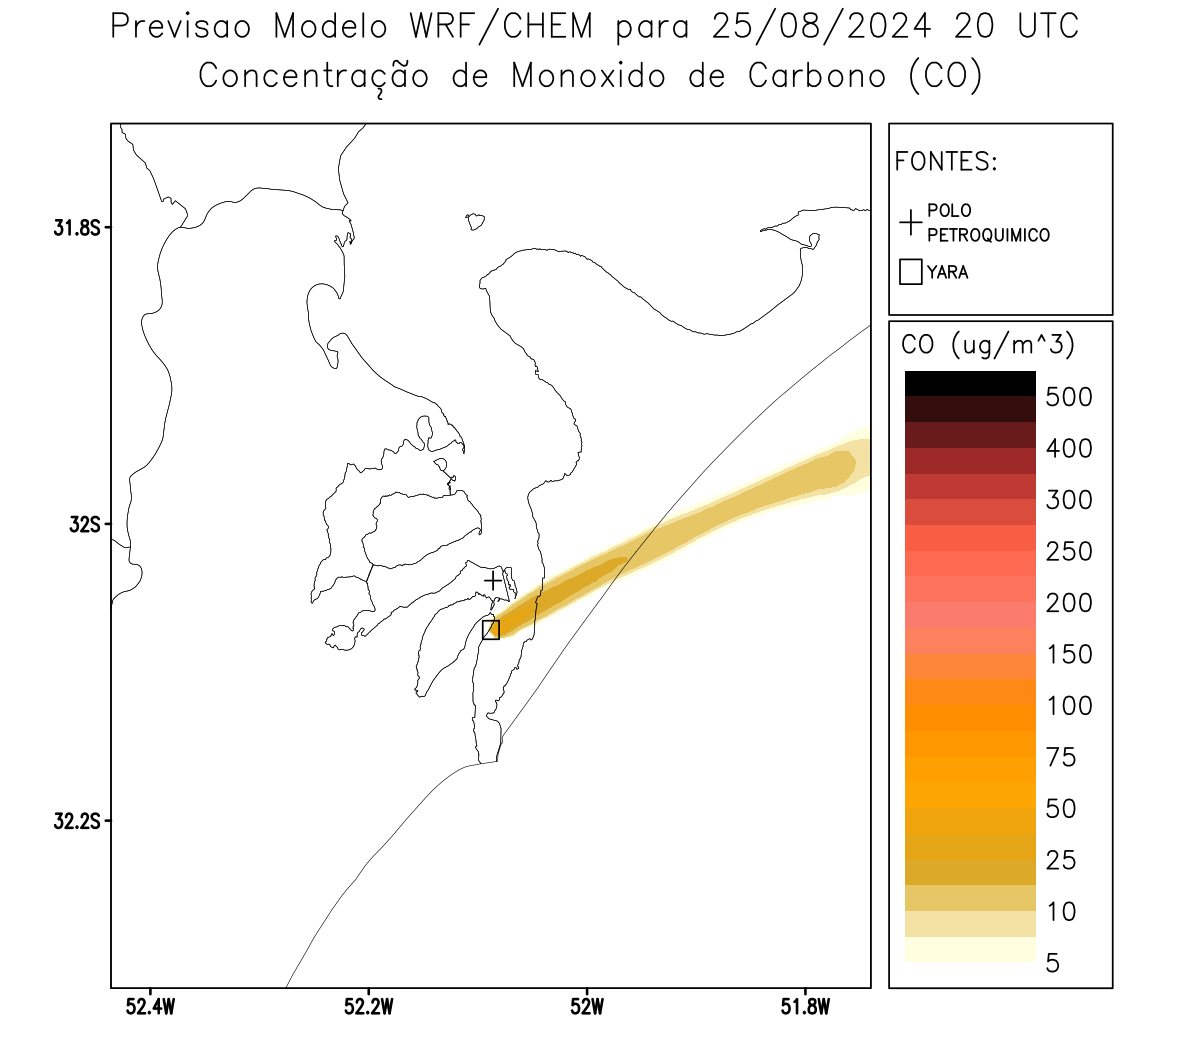 Previsao Modelo WRF/CHEM para 25/08/2024 20 UTC
Concentração de Monoxido de Carbono (CO)
FONTES:
POLO
PETROQUIMICO
YARA
CO (ug/m^3)
500
400
300
250
200
150
100
75
50
25
10
5
31.8S
32S
32.2S
52.4W
52.2W
52W
51.8W